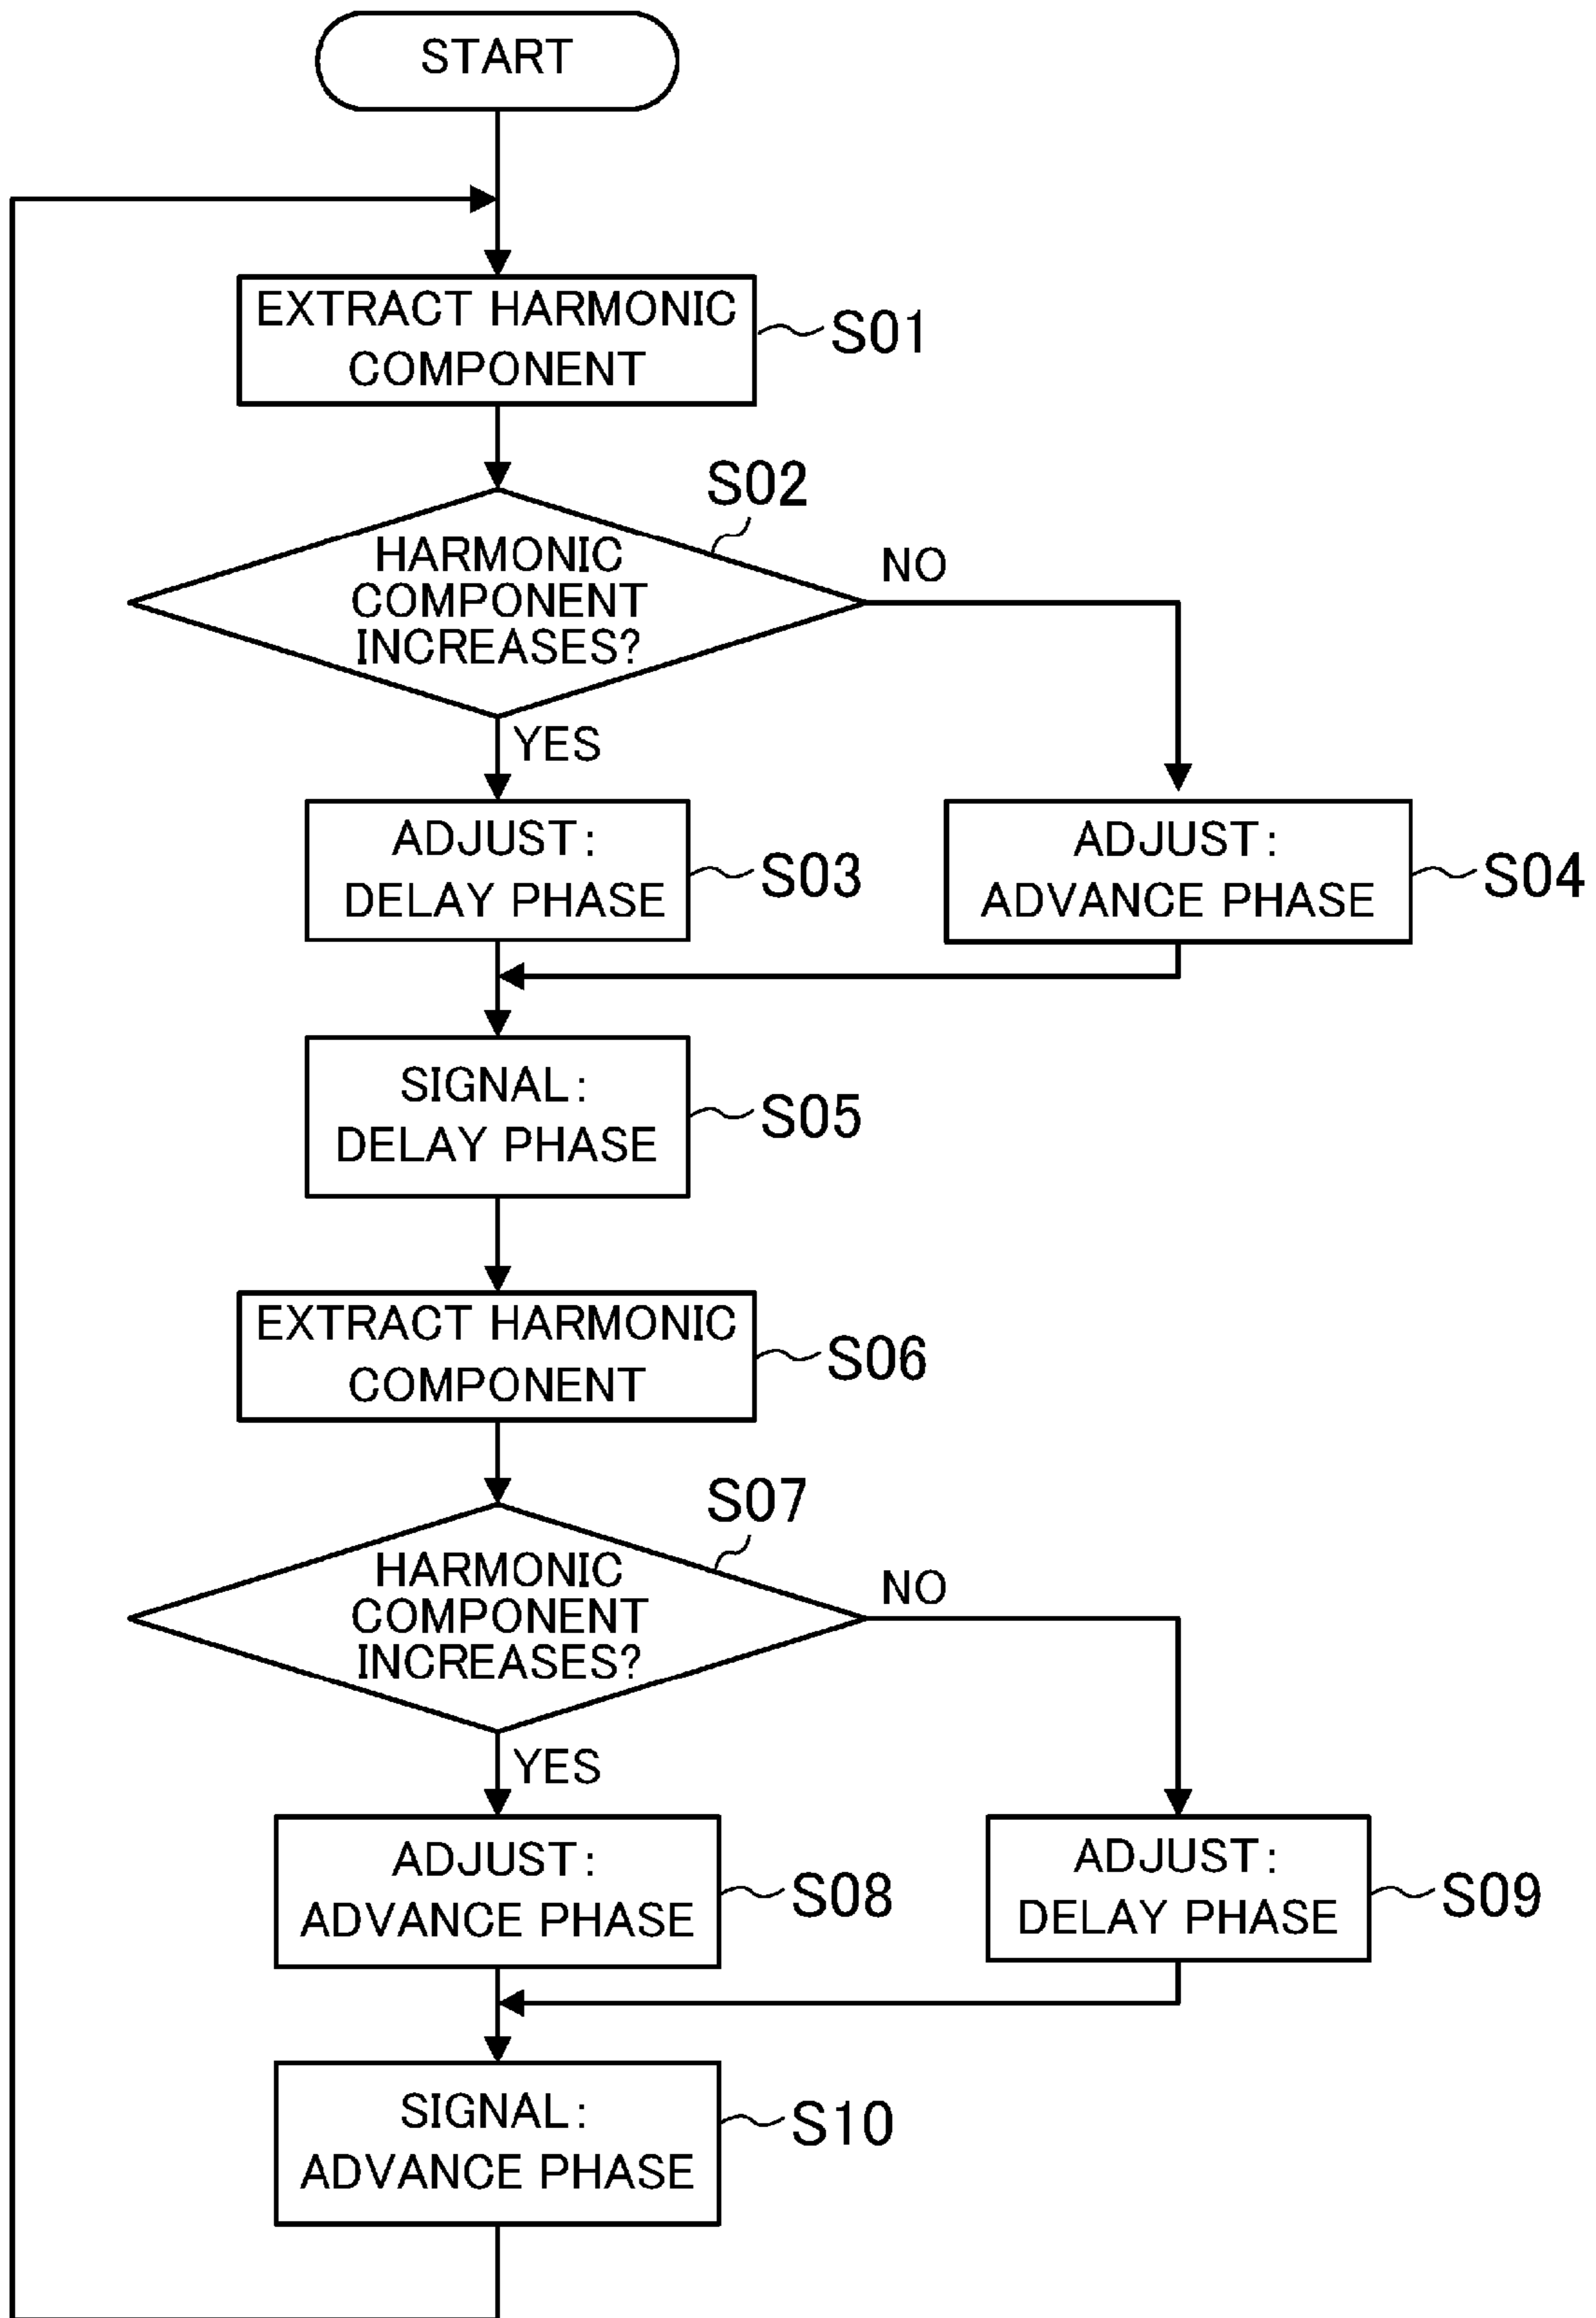 START
EXTRACT HARMONIC
COMPONENT
S01
S02
HARMONIC
COMPONENT
INCREASES?
NO
YES
ADJUST:
DELAY PHASE
S03
ADJUST:
ADVANCE PHASE
S04
SIGNAL:
DELAY PHASE
S05
EXTRACT HARMONIC
COMPONENT
S06
S07
HARMONIC
COMPONENT
INCREASES?
NO
YES
ADJUST:
ADVANCE PHASE
S08
ADJUST:
DELAY PHASE
S09
SIGNAL:
ADVANCE PHASE
S10